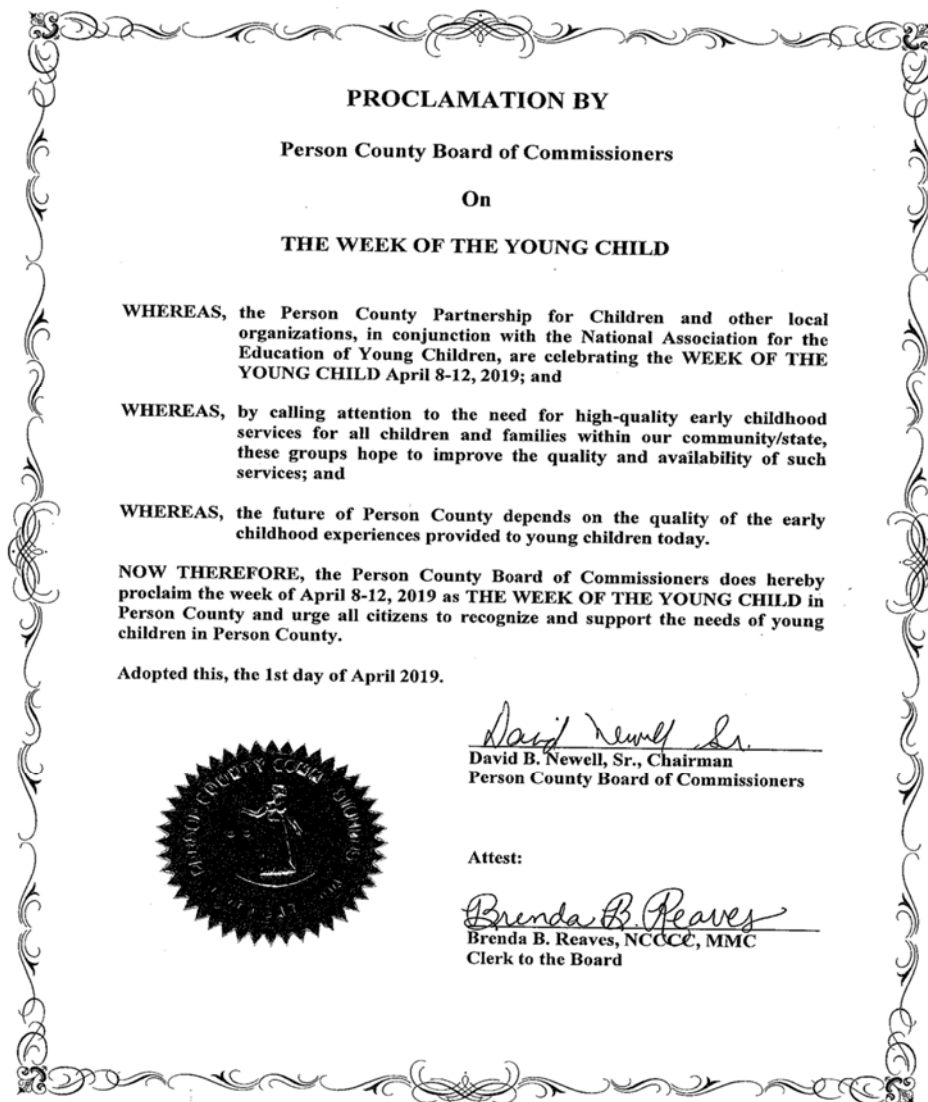 PROCLAMATION BY
Person County Board of Commissioners
On
THE WEEK OF THE YOUNG CHILD
WHEREAS, the Person County Partnership for Children and other local
organizations, in conjunction with the National Association for the
Education of Young Children, are celebrating the WEEK OF THE
YOUNG CHILD April 8-12, 2019; and
WHEREAS, by calling attention to the need for high-quality early childhood
services for all children and families within our community/state,
these groups hope to improve the quality and availability of such
services; and
WHEREAS, the future of Person County depends on the quality of the early
childhood experiences provided to young children today.
NOW THEREFORE, the Person County Board of Commissioners does hereby
proclaim the week of April 8-12, 2019 as THE WEEK OF THE YOUNG CHILD in
Person County and urge all citizens to recognize and support the needs of young
children in Person County.
Adopted this, the 1st day of April 2019.
David Newell Sr.
David B. Newell, Sr., Chairman
Person County Board of Commissioners
COUNTY
Attest:
Brenda B. Reaves
Brenda B. Reaves, NCCCC, MMC
Clerk to the Board